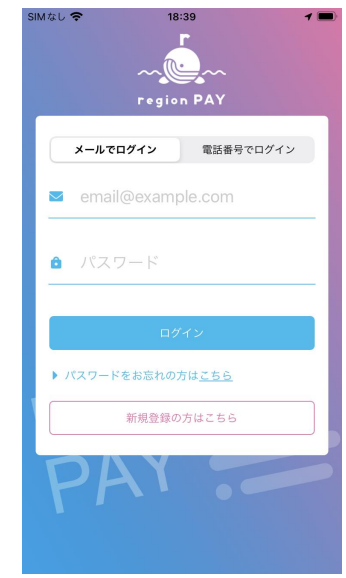 SIMなし
18:39
region PAY
メールでログイン
電話番号でログイン
email@example.com
パスワード
ログイン
パスワードをお忘れの方はこちら
新規登録の方はこちら
PAY